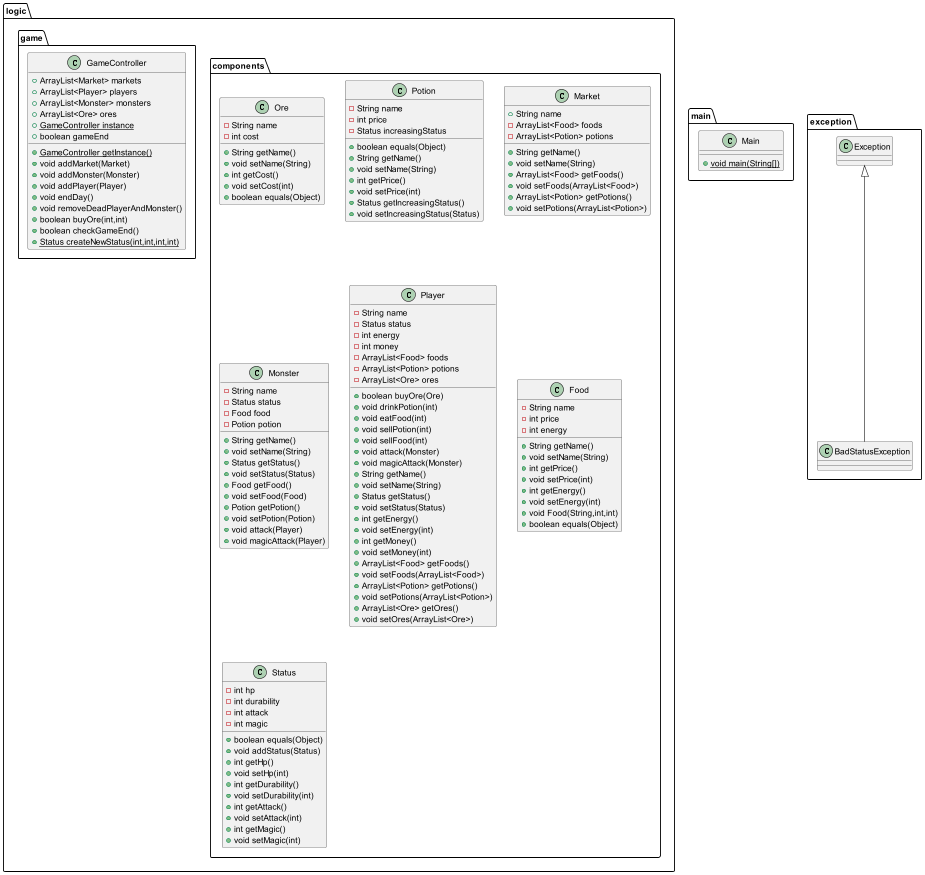 logic
game
C GameController
ArrayList<Market> markets
ArrayList<Player> players
ArrayList<Monster> monsters
ArrayList<Ore> ores
GameController instance
boolean gameEnd
GameController getInstance()
void addMarket(Market)
void addMonster(Monster)
void addPlayer(Player)
void endDay()
void removeDeadPlayerAndMonster()
boolean buyOre(int,int)
boolean checkGameEnd()
Status createNewStatus(int,int,int,int)
components
C Ore
String name
int cost
String getName()
void setName(String)
int getCost()
void setCost(int)
boolean equals(Object)
C Potion
String name
int price
Status increasingStatus
boolean equals(Object)
String getName()
void setName(String)
int getPrice()
void setPrice(int)
Status getIncreasingStatus()
void setIncreasingStatus(Status)
C Market
String name
ArrayList<Food> foods
ArrayList<Potion> potions
String getName()
void setName(String)
ArrayList<Food> getFoods()
void setFoods(ArrayList<Food>)
ArrayList<Potion> getPotions()
void setPotions(ArrayList<Potion>)
C Monster
String name
Status status
Food food
Potion potion
String getName()
void setName(String)
Status getStatus()
void setStatus(Status)
Food getFood()
void setFood(Food)
Potion getPotion()
void setPotion(Potion)
void attack(Player)
void magicAttack(Player)
C Player
String name
Status status
int energy
int money
ArrayList<Food> foods
ArrayList<Potion> potions
ArrayList<Ore> ores
boolean buyOre(Ore)
void drinkPotion(int)
void eatFood(int)
void sellPotion(int)
void sellFood(int)
void attack(Monster)
void magicAttack(Monster)
String getName()
void setName(String)
Status getStatus()
void setStatus(Status)
int getEnergy()
void setEnergy(int)
int getMoney()
void setMoney(int)
ArrayList<Food> getFoods()
void setFoods(ArrayList<Food>)
ArrayList<Potion> getPotions()
void setPotions(ArrayList<Potion>)
ArrayList<Ore> getOres()
void setOres(ArrayList<Ore>)
C Food
String name
int price
int energy
String getName()
void setName(String)
int getPrice()
void setPrice(int)
int getEnergy()
void setEnergy(int)
void Food(String,int,int)
boolean equals(Object)
C Status
int hp
int durability
int attack
int magic
boolean equals(Object)
void addStatus(Status)
int getHp()
void setHp(int)
int getDurability()
void setDurability(int)
int getAttack()
void setAttack(int)
int getMagic()
void setMagic(int)
main
C Main
void main(String[])
exception
C Exception
C BadStatusException